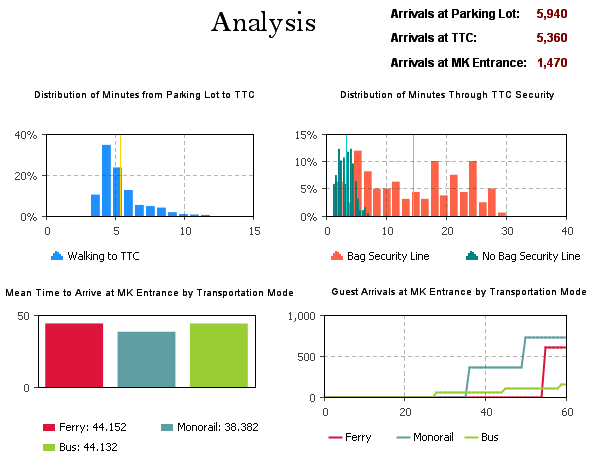 Analysis
Arrivals at Parking Lot: 5,940
Arrivals at TTC: 5,360
Arrivals at MK Entrance: 1,470
Distribution of Minutes from Parking Lot to TTC
40%
20%
0%
0 5 10 15
Walking to TTC
Distribution of Minutes Through TTC Security
15%
10%
5%
0%
0 10 20 30 40
Bag Security Line No Bag Security Line
Mean Time to Arrive at MK Entrance by Transportation Mode
50
0
Ferry: 44.152 Monorail: 38.382
Bus: 44.132
Guest Arrivals at MK Entrance by Transportation Mode
1,000
500
0
0 20 40 60
Ferry Monorail Bus